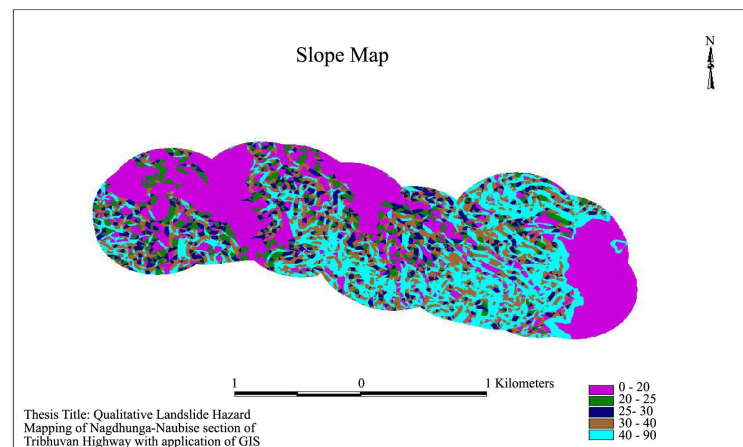 Slope Map
N
1 0 1 Kilometers
0 - 20
20 - 25
25- 30
30 - 40
40 - 90
Thesis Title: Qualitative Landslide Hazard
Mapping of Nagdhunga-Naubise section of
Tribhuvan Highway with application of GIS